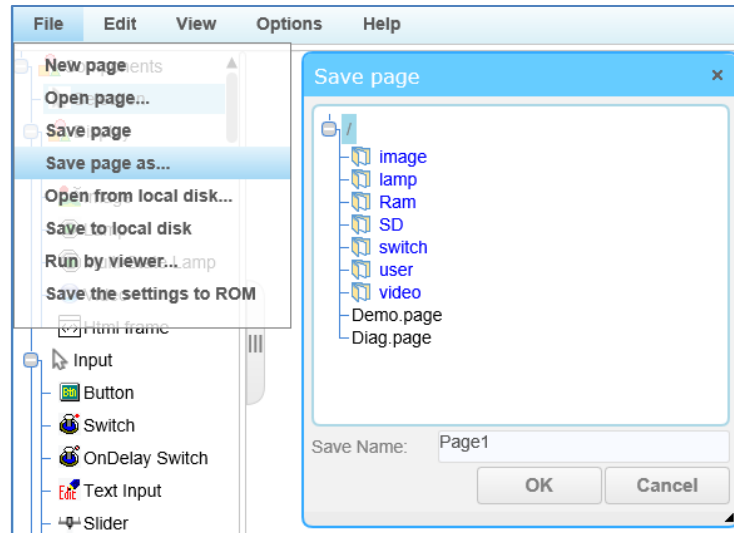 File Edit View Options Help
New page
Open page...
Save page
Save page as...
Open from local disk...
Save to local disk
Run by viewer...
Save the settings to ROM
Html frame
Input
Button
Switch
OnDelay Switch
Text Input
Slider
Save page
/
image
lamp
Ram
SD
switch
user
video
Demo.page
Diag.page
Save Name: Page1
OK Cancel